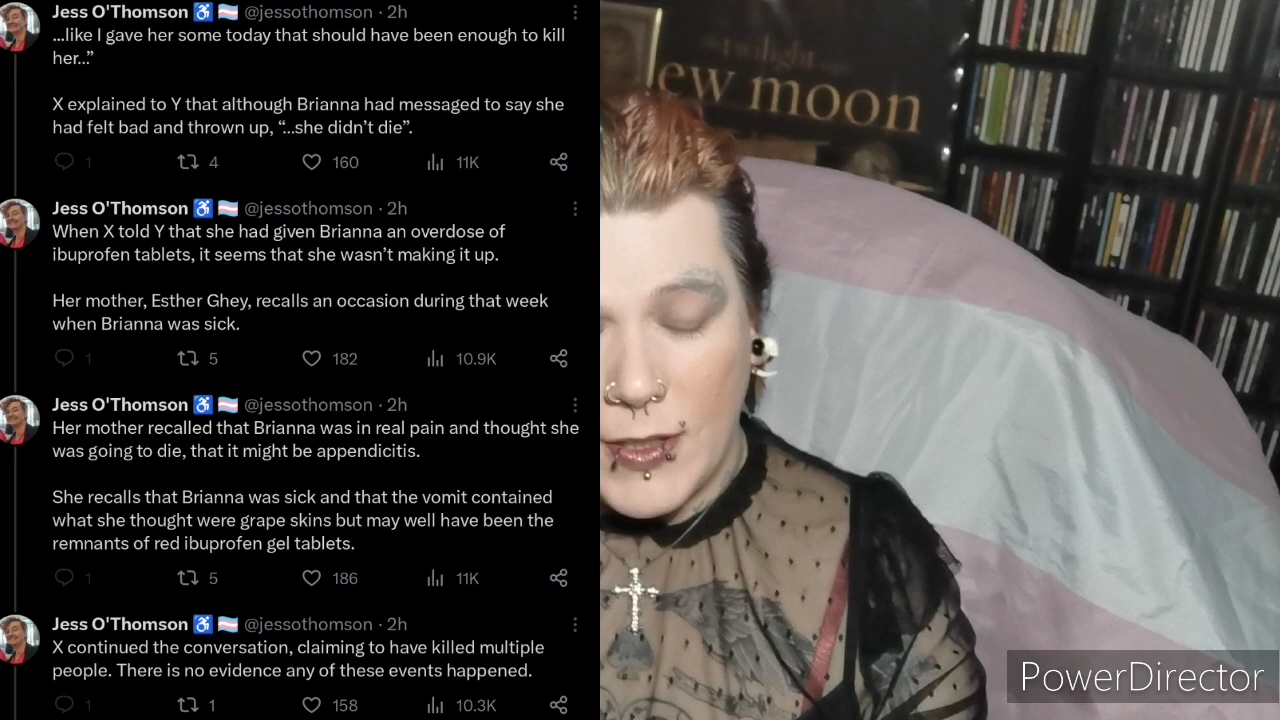 Jess O'Thomson ♿ 🏳️‍⚧️ @jessothomson · 2h
...like I gave her some today that should have been enough to kill
her...”
X explained to Y that although Brianna had messaged to say she
had felt bad and thrown up, “...she didn’t die”.
1 4 160 11K
Jess O'Thomson ♿ 🏳️‍⚧️ @jessothomson · 2h
When X told Y that she had given Brianna an overdose of
ibuprofen tablets, it seems that she wasn’t making it up.
Her mother, Esther Ghey, recalls an occasion during that week
when Brianna was sick.
1 5 182 10.9K
Jess O'Thomson ♿ 🏳️‍⚧️ @jessothomson · 2h
Her mother recalled that Brianna was in real pain and thought she
was going to die, that it might be appendicitis.
She recalls that Brianna was sick and that the vomit contained
what she thought were grape skins but may well have been the
remnants of red ibuprofen gel tablets.
1 5 186 11K
Jess O'Thomson ♿ 🏳️‍⚧️ @jessothomson · 2h
X continued the conversation, claiming to have killed multiple
people. There is no evidence any of these events happened.
1 1 158 10.3K
twilight
ew moon
PowerDirector